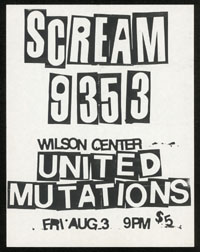 SCREAM
9353
WILSON CENTER
UNITED
MUTATIONS
FRI AUG. 3 9PM $5